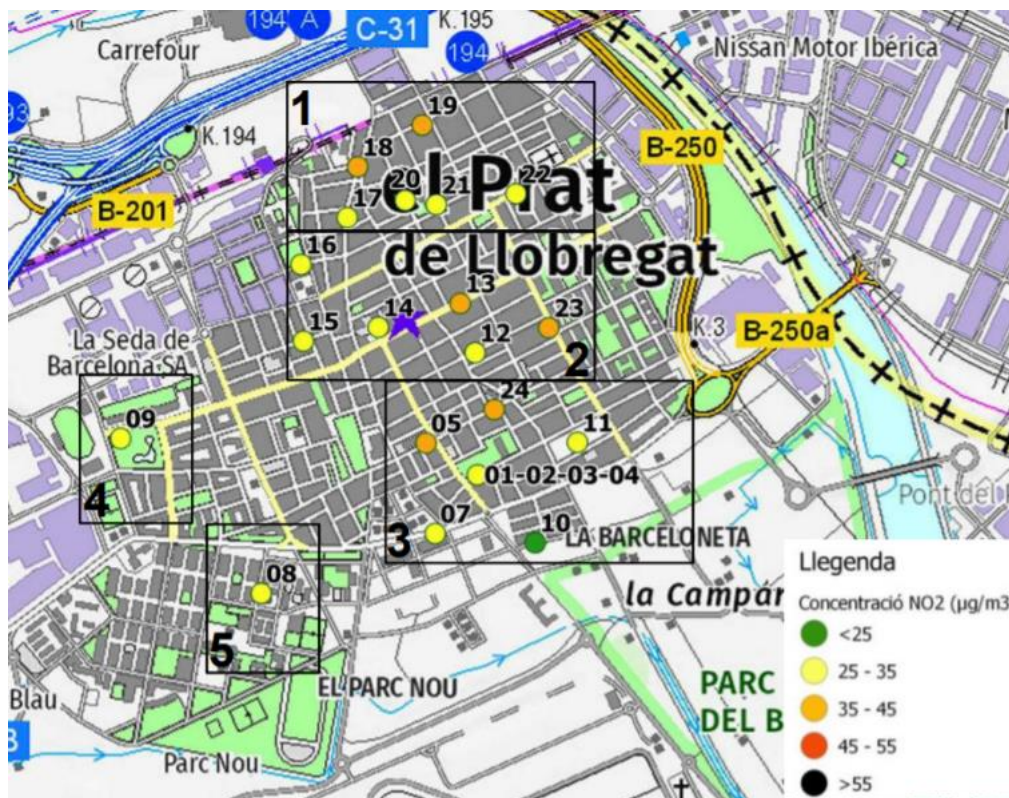 194
A
C-31
K.195
194
Carrefour
Nissan Motor Ibérica
93
K.194
1
19
18
B-250
B-201
20
el Prat
21
22
17
16
de Llobregat
13
14
23
15
12
K.3
B-250a
La Seda de
Barcelona·SA
2
24
09
05
11
01-02-03-04
4
07
3
10
LA BARCELONETA
08
Llegenda
la Campan
Concentració NO2 (µg/m3
<25
5
25 - 35
EL PARC NOU
PARC
DEL B
35 - 45
Blau
45 - 55
Parc Nou
>55